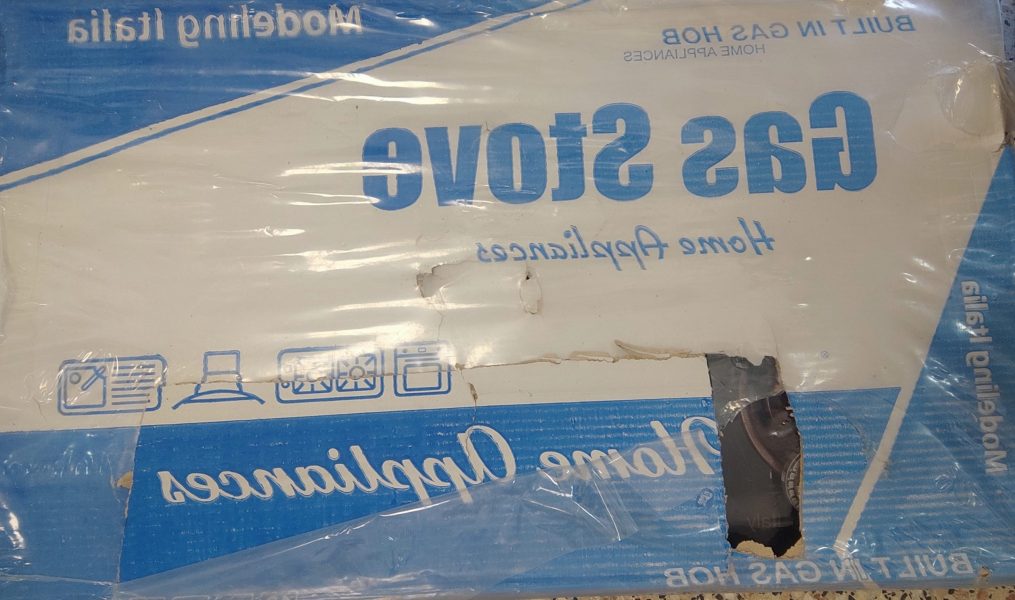 Modeling Italia
BUILT IN GAS HOB
HOME APPLIANCES
Gas Stove
Home Appliances
Modeling Italia
Home Appliances
BUILT IN GAS HOB